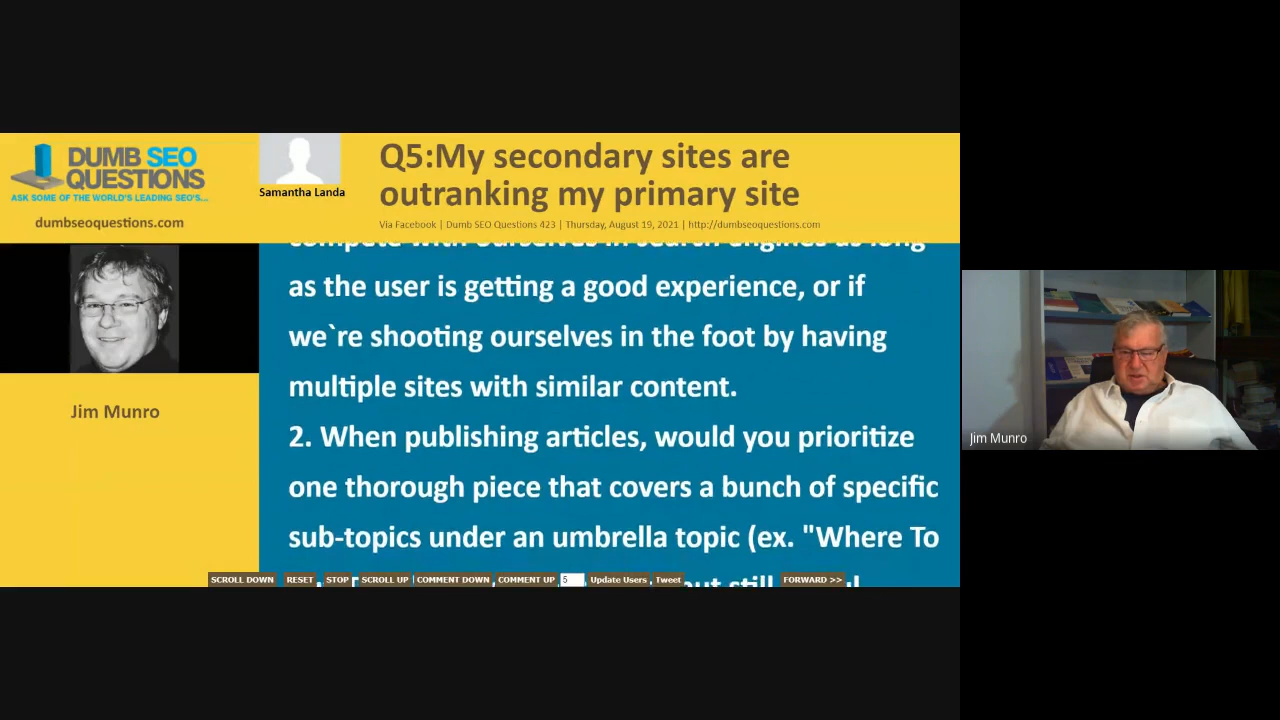 DUMB SEO
QUESTIONS
ASK SOME OF THE WORLD'S LEADING SEO'S...
dumbseoquestions.com
Samantha Landa
Q5:My secondary sites are
outranking my primary site
Via Facebook | Dumb SEO Questions 423 | Thursday, August 19, 2021 | http://dumbseoquestions.com
Jim Munro
compete with ourselves in search engines as long
as the user is getting a good experience, or if
we`re shooting ourselves in the foot by having
multiple sites with similar content.
2. When publishing articles, would you prioritize
one thorough piece that covers a bunch of specific
sub-topics under an umbrella topic (ex. "Where To
but still
SCROLL DOWN RESET STOP SCROLL UP COMMENT DOWN COMMENT UP 5 Update Users Tweet FORWARD >>
Jim Munro